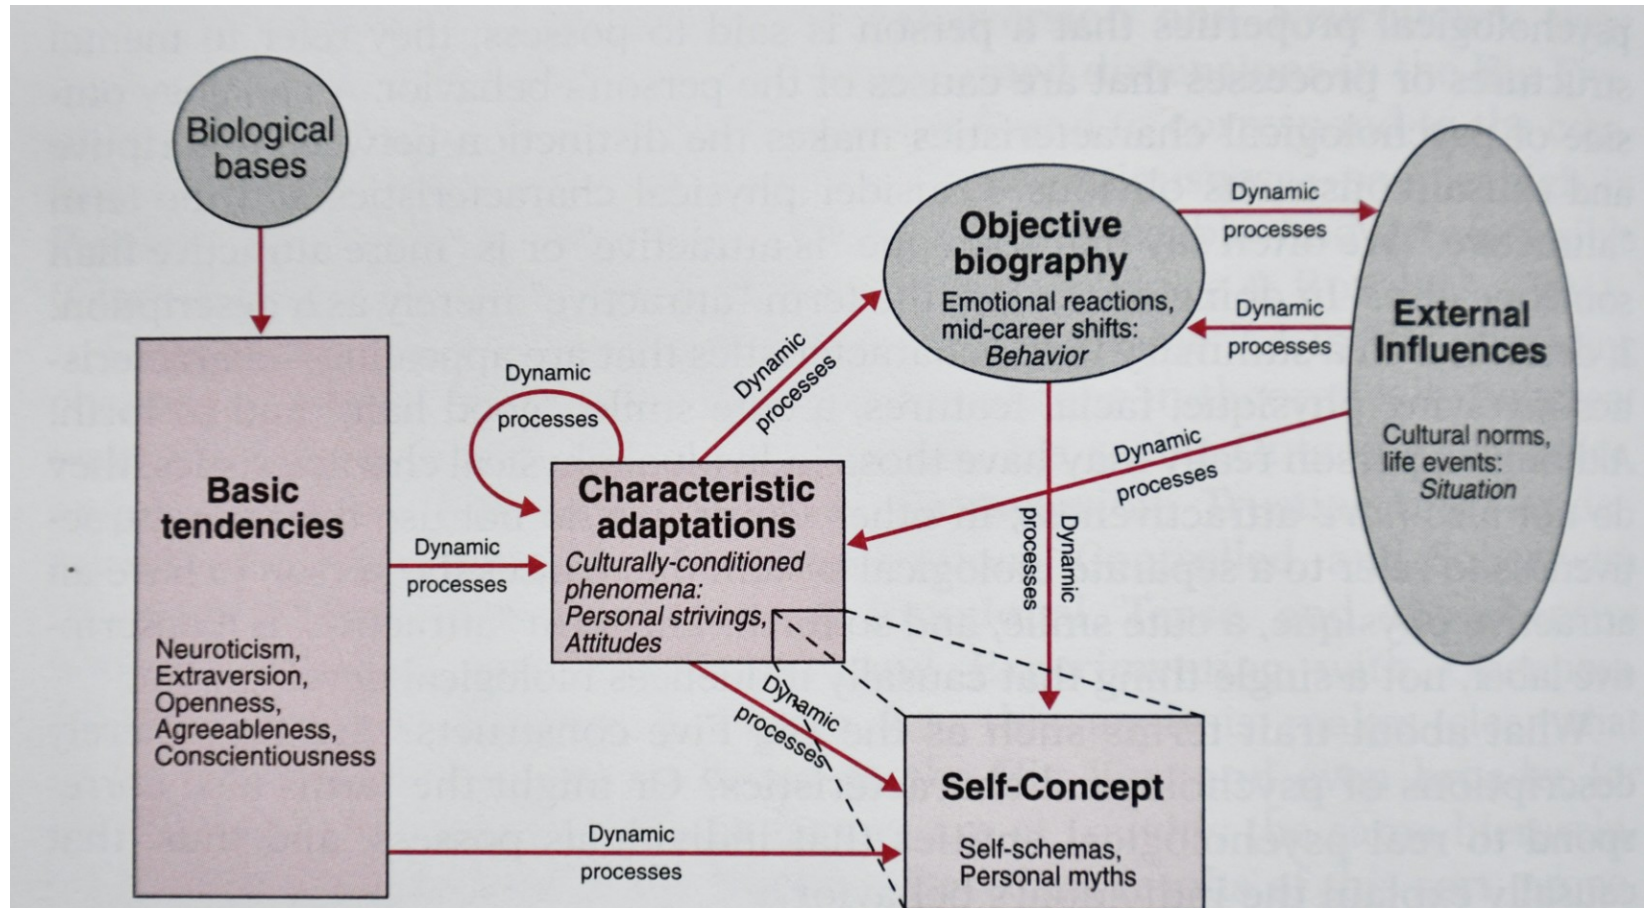 Biological
bases
Basic
tendencies
Neuroticism,
Extraversion,
Openness,
Agreeableness,
Conscientiousness
Dynamic
processes
Dynamic
processes
Characteristic
adaptations
Culturally-conditioned
phenomena:
Personal strivings,
Attitudes
Dynamic
processes
Objective
biography
Emotional reactions,
mid-career shifts:
Behavior
Dynamic
processes
Dynamic
processes
External
Influences
Cultural norms,
life events:
Situation
Dynamic
processes
Dynamic
processes
Dynamic
processes
Dynamic
processes
Self-Concept
Self-schemas,
Personal myths